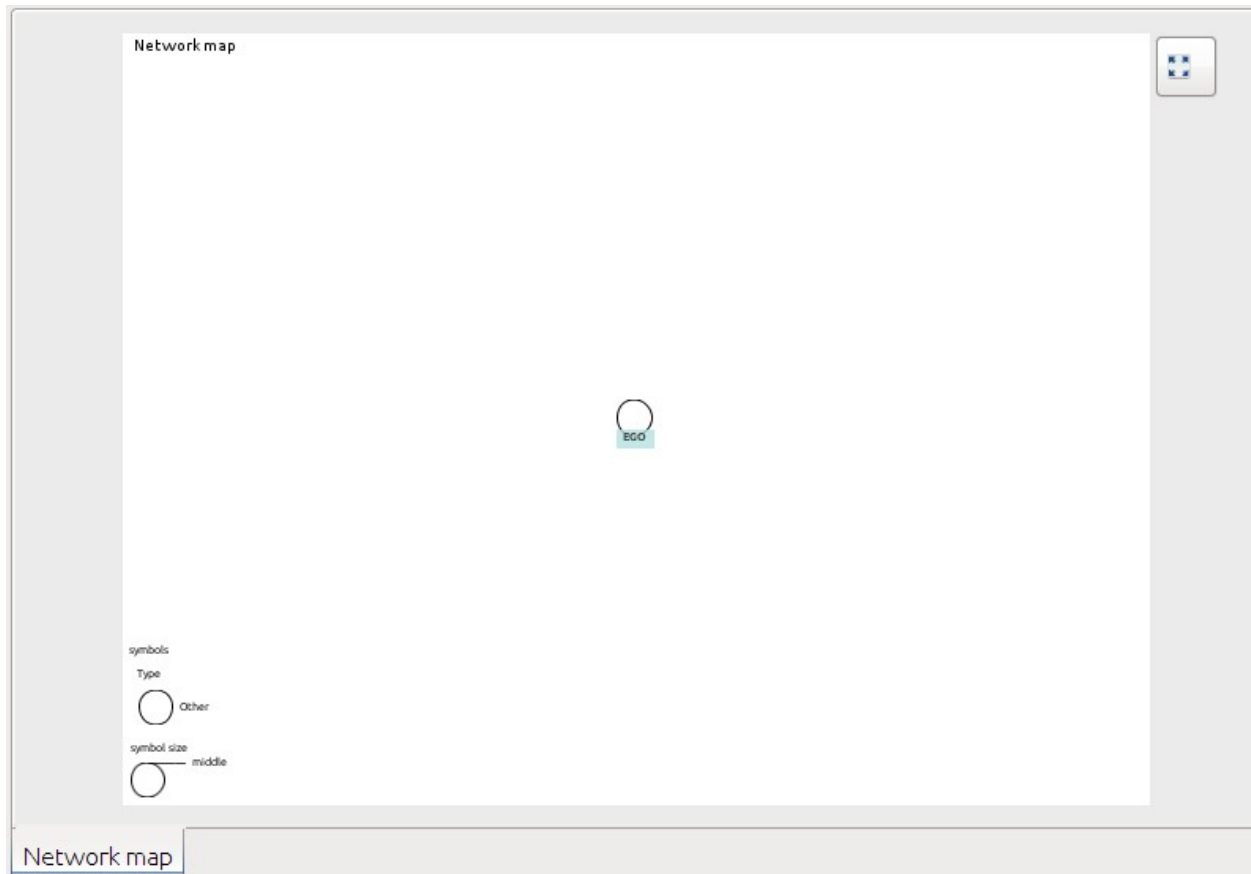 Network map
EGO
symbols
Type
Other
symbol size
middle
Network map